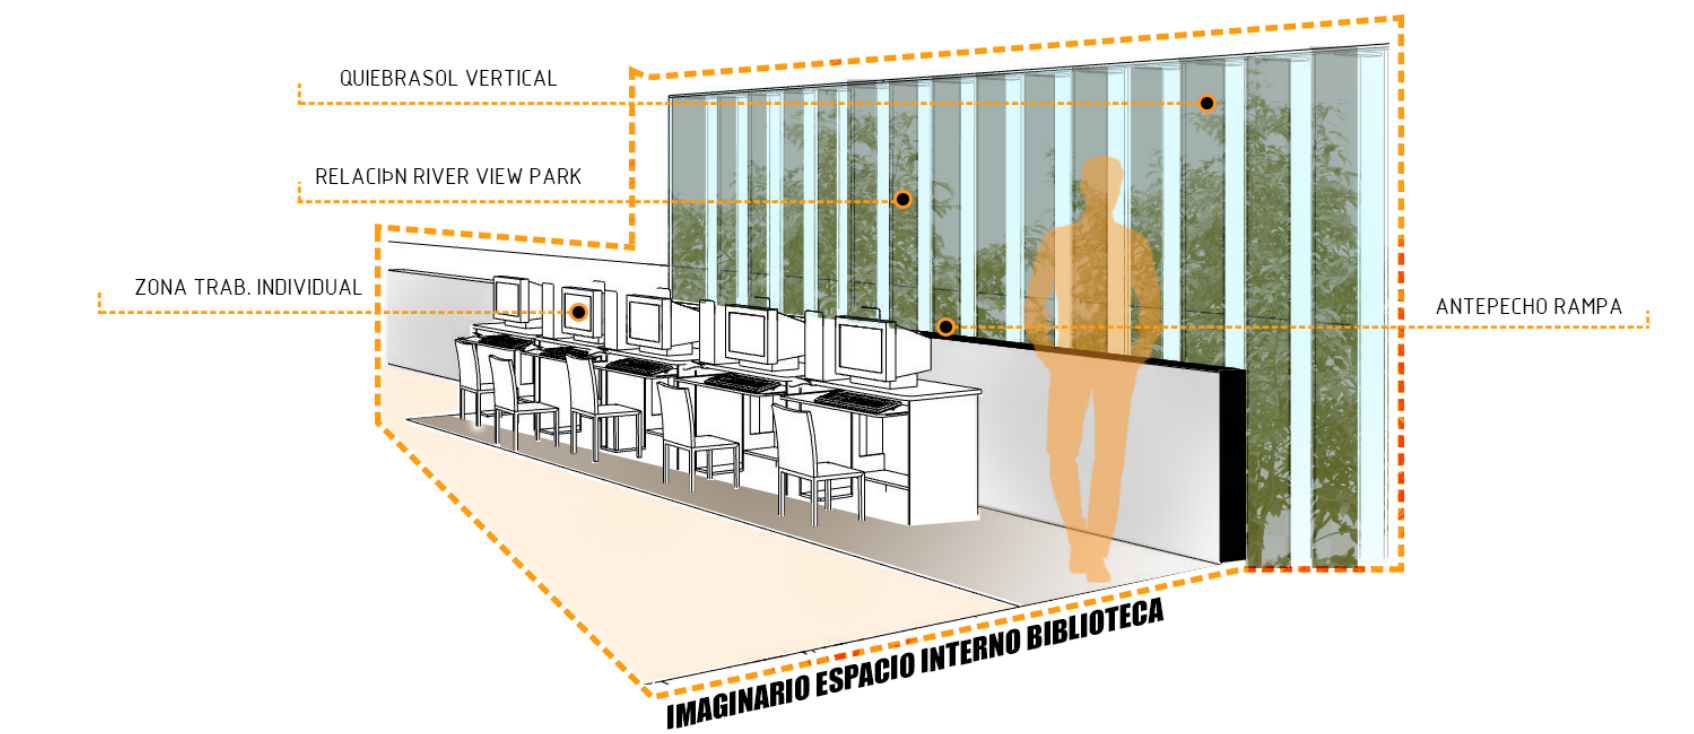 QUIEBRASOL VERTICAL
RELACIÞN RIVER VIEW PARK
ZONA TRAB. INDIVIDUAL
ANTEPECHO RAMPA
IMAGINARIO ESPACIO INTERNO BIBLIOTECA